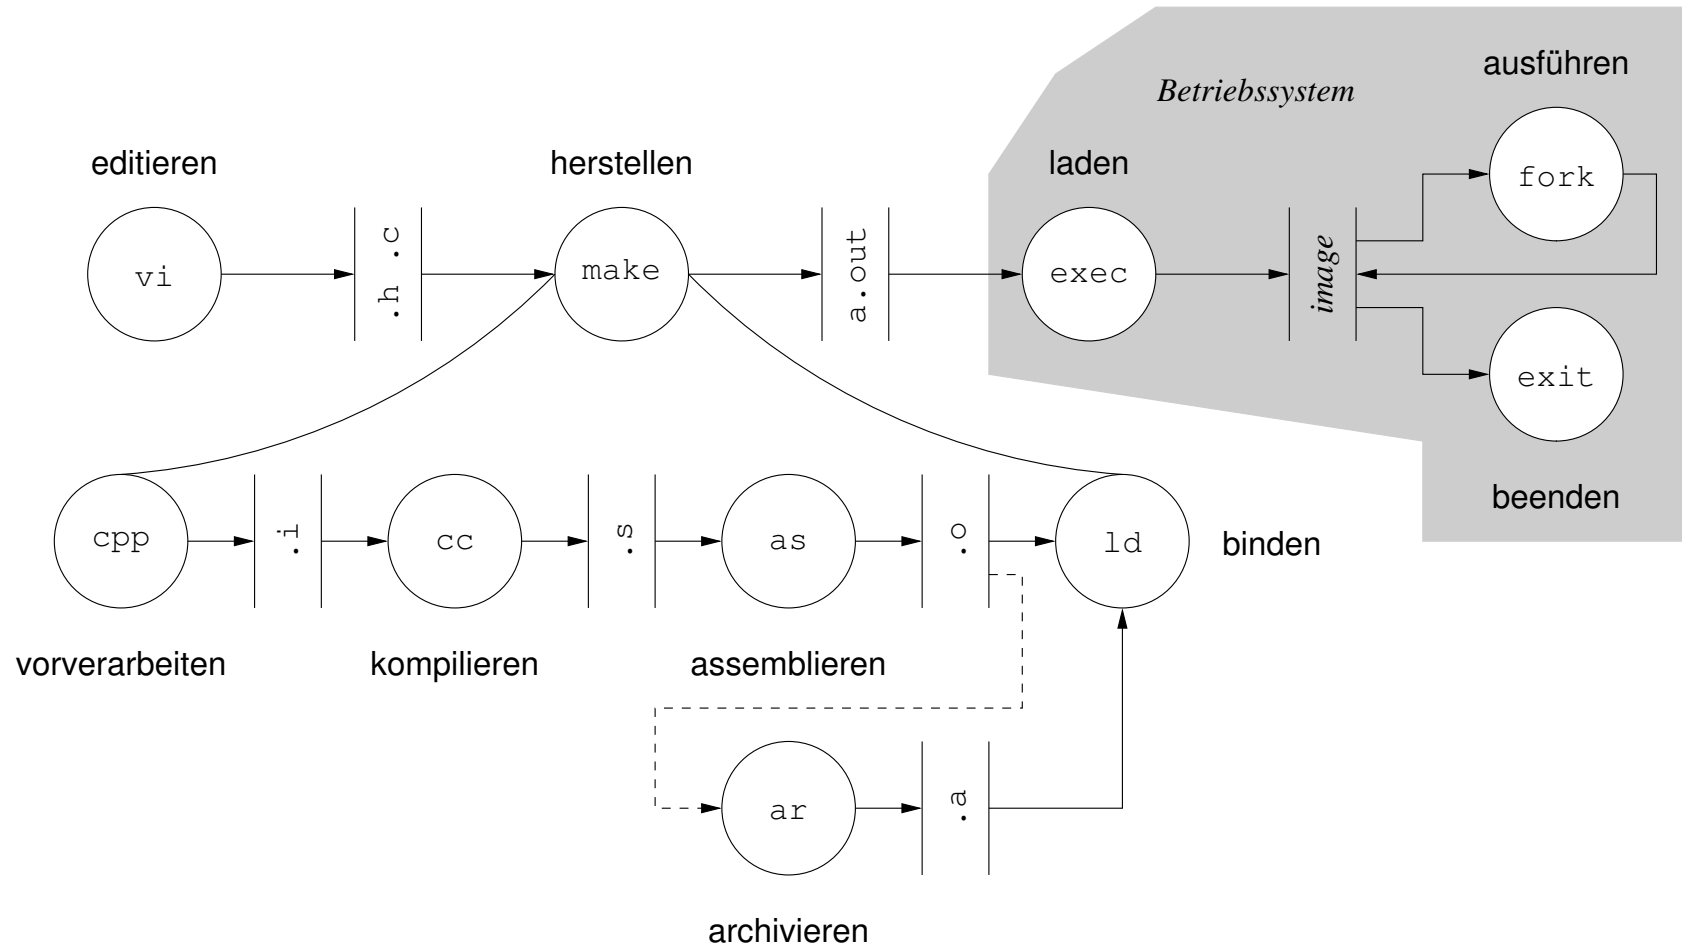 ausführen
Betriebssystem
fork
editieren
herstellen
laden
vi
.h .c
make
a.out
exec
image
exit
beenden
cpp
.i
cc
.s
as
.o
ld
binden
vorverarbeiten
kompilieren
assemblieren
ar
.a
archivieren